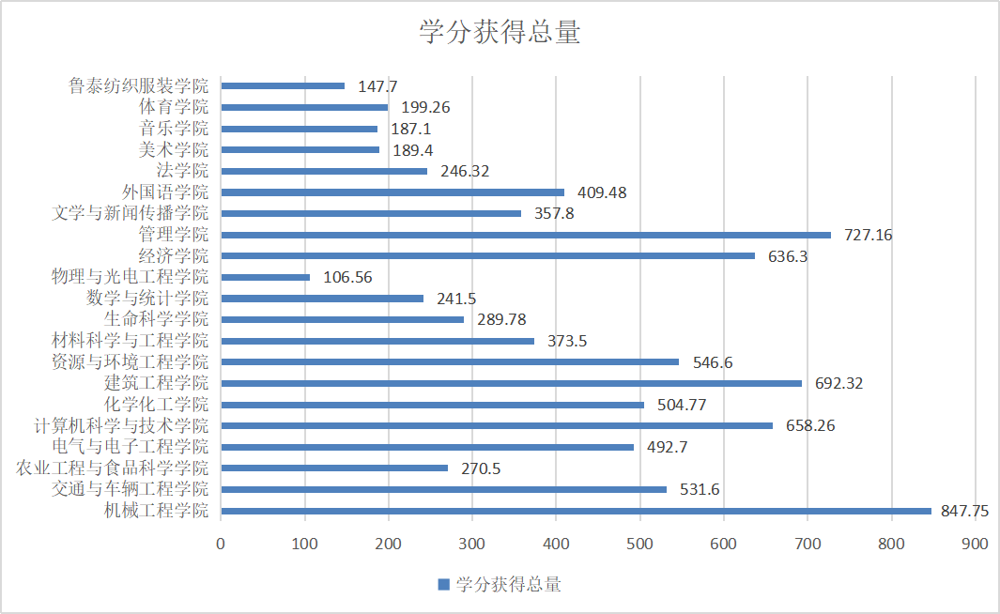 学分获得总量
鲁泰纺织服装学院 147.7
体育学院 199.26
音乐学院 187.1
美术学院 189.4
法学院 246.32
外国语学院 409.48
文学与新闻传播学院 357.8
管理学院 727.16
经济学院 636.3
物理与光电工程学院 106.56
数学与统计学院 241.5
生命科学学院 289.78
材料科学与工程学院 373.5
资源与环境工程学院 546.6
建筑工程学院 692.32
化学化工学院 504.77
计算机科学与技术学院 658.26
电气与电子工程学院 492.7
农业工程与食品科学学院 270.5
交通与车辆工程学院 531.6
机械工程学院 847.75
0 100 200 300 400 500 600 700 800 900
学分获得总量